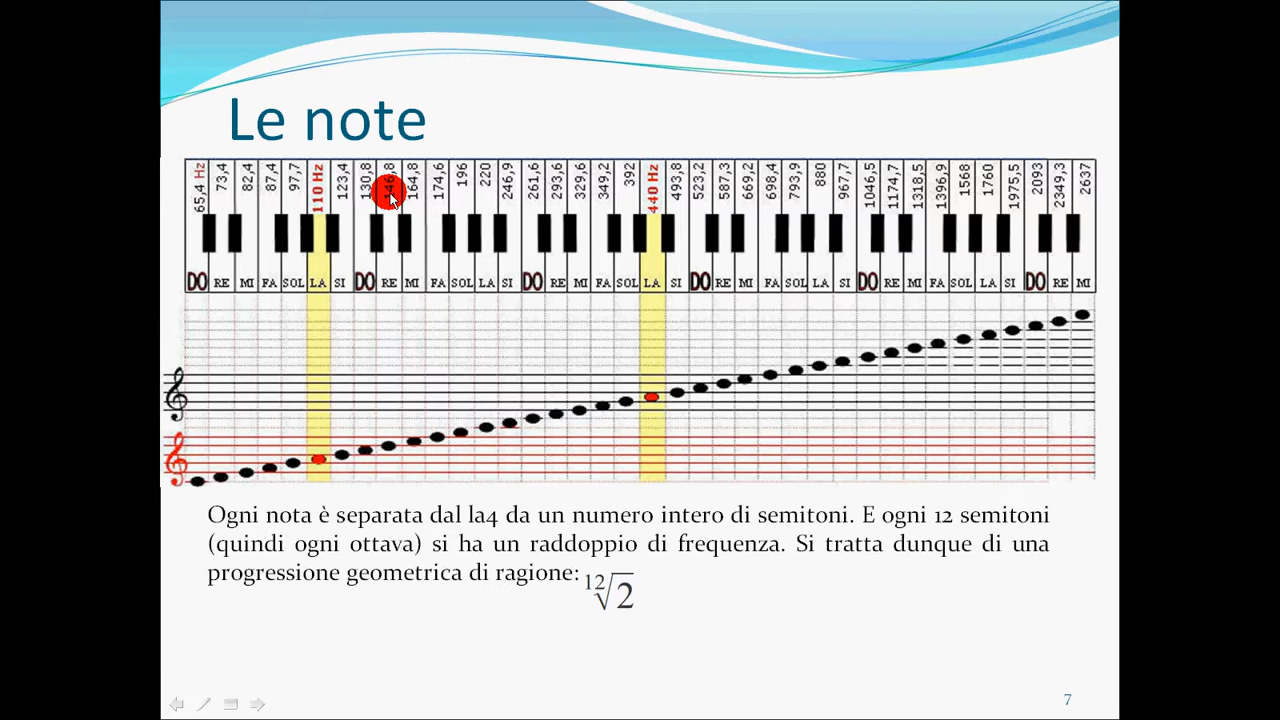 Le note
65,4 Hz 73,4 82,4 87,4 97,7 110 Hz 123,4 130,8 146,8 164,8 174,6 196 220 246,9 261,6 293,6 329,6 349,2 392 440 Hz 493,8 523,2 587,3 669,2 698,4 793,9 880 967,7 1046,5 1174,7 1318,5 1396,9 1568 1760 1975,5 2093 2349,3 2637
DO RE MI FA SOL LA SI DO RE MI FA SOL LA SI DO RE MI FA SOL LA SI DO RE MI FA SOL LA SI DO RE MI FA SOL LA SI DO RE MI
Ogni nota è separata dal la4 da un numero intero di semitoni. E ogni 12 semitoni
(quindi ogni ottava) si ha un raddoppio di frequenza. Si tratta dunque di una
progressione geometrica di ragione: ¹²√2
7